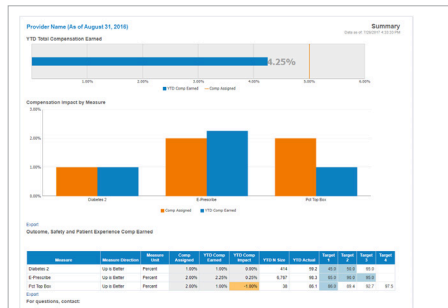 Provider Name (As of August 31, 2016)
Summary
YTD Total Compensation Earned
4.25%
1.00% 2.00% 3.00% 4.00% 5.00% 6.00%
YTD Comp Earned Comp Assigned
Compensation Impact by Measure
3.00%
2.00%
1.00%
0.00%
Diabetes 2 E-Prescribe Pct Top Box
Comp Assigned YTD Comp Earned
Export
Outcome, Safety and Patient Experience Comp Earned
Measure Measure Direction Measure Unit Comp Assigned YTD Comp Earned YTD Comp Impact YTD N Size YTD Actual Target 1 Target 2 Target 3 Target 4
Diabetes 2 Up is Better Percent 1.00% 1.00% 0.00% 414
E-Prescribe Up is Better Percent 2.00% 2.25% 0.25%
Pct Top Box Up is Better Percent 2.00% 1.00% -1.00%
Export
For questions, contact: